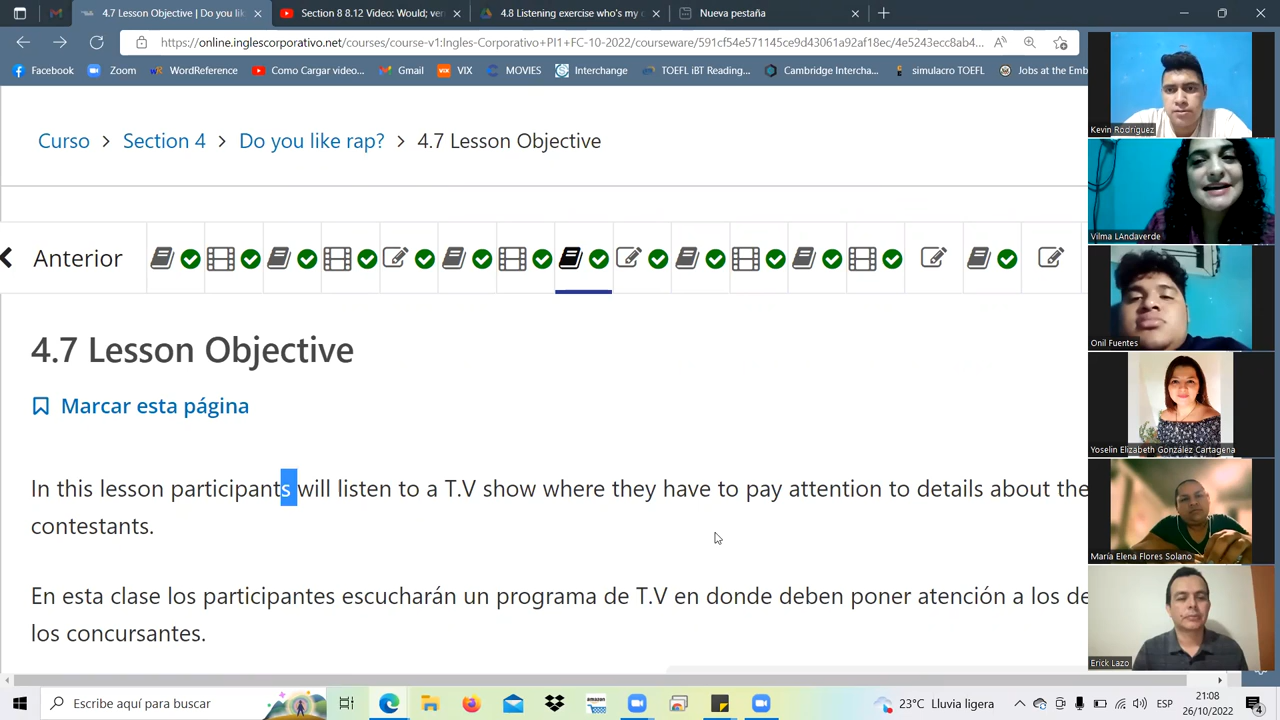 4.7 Lesson Objective | De
Section 8 8.12 Video: Would; ver
4.8 Listening exercise who's my c
Nueva pestaña
https://online.inglescorporativo.net/courses/course-v1:Ingles-Corporativo+PI1+FC-10-2022/courseware/591cf54e571145ce9d43061a92af18ec/4e5243ecc8ab4...
Facebook
Zoom
WordReference
Como Cargar video...
Gmail
VIX
MOVIES
Interchange
TOEFL iBT Reading...
Cambridge Intercha...
simulacro TOEFL
Jobs at the Emb
Curso > Section 4 > Do you like rap? > 4.7 Lesson Objective
Anterior
4.7 Lesson Objective
Marcar esta página
In this lesson participants will listen to a T.V show where they have to pay attention to details about the
contestants.
En esta clase los participantes escucharán un programa de T.V en donde deben poner atención a los de
los concursantes.
Kevin Rodríguez
Vilma LAndaverde
Onil Fuentes
Yoselin Elizabeth González Cartagena
María Elena Flores Solano
Erick Lazo
Escribe aquí para buscar
amazon
23°C Lluvia ligera
ESP
21:08
26/10/2022
4